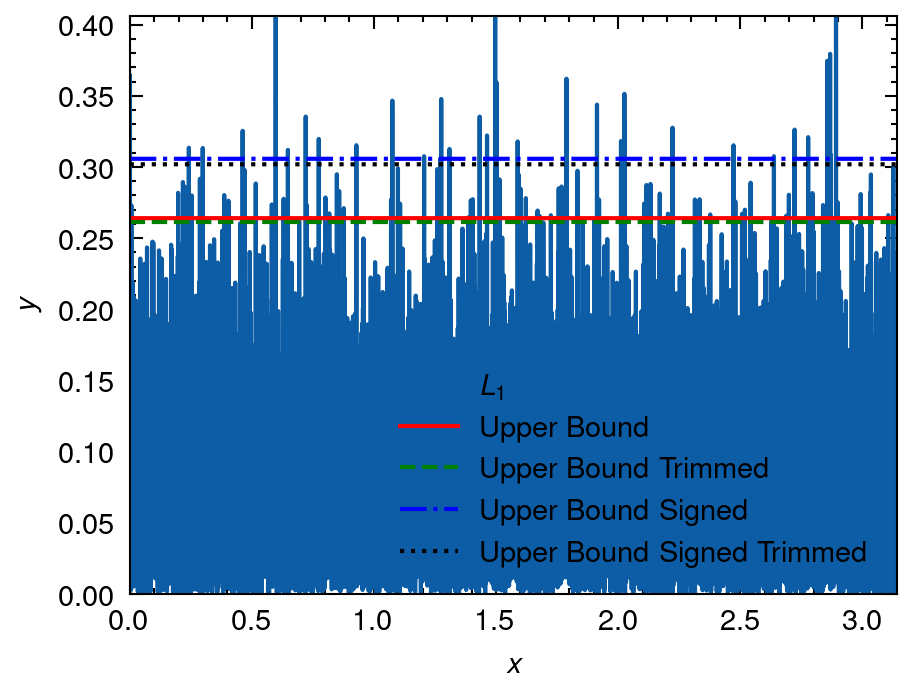 0.40
0.35
0.30
0.25
0.20
0.15
0.10
0.05
0.00
y
L1
Upper Bound
Upper Bound Trimmed
Upper Bound Signed
Upper Bound Signed Trimmed
0.0 0.5 1.0 1.5 2.0 2.5 3.0
x